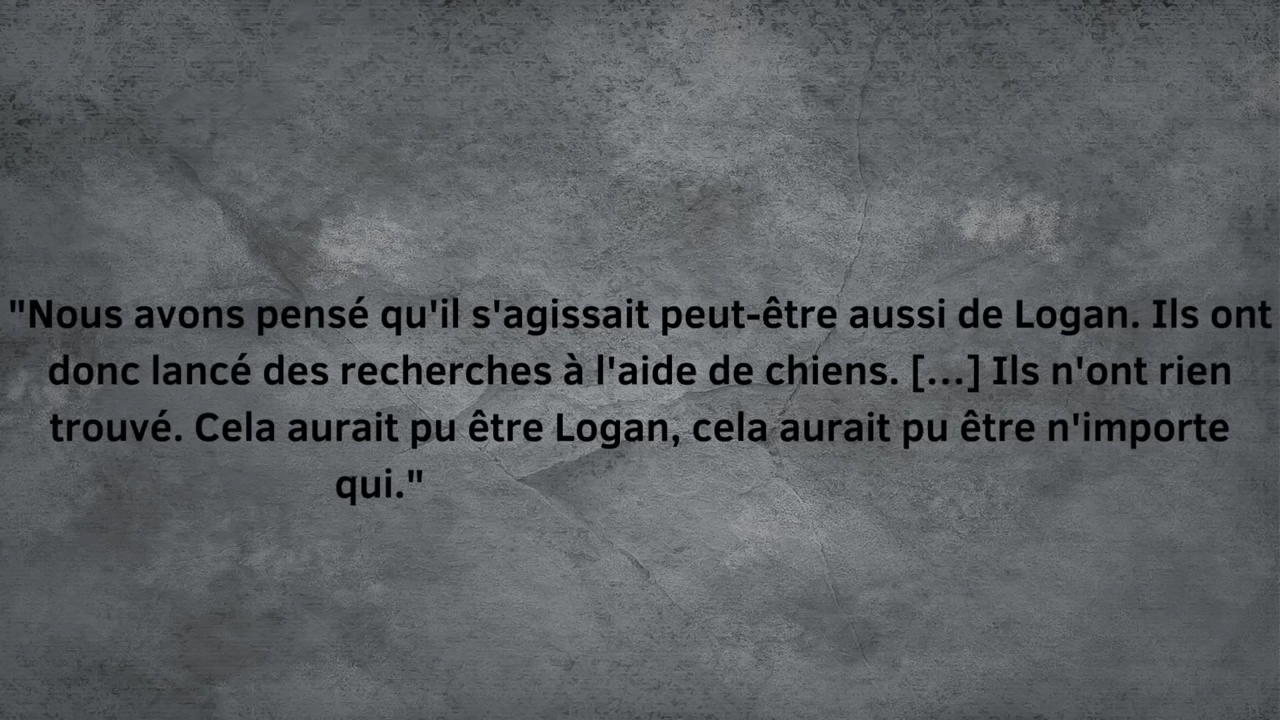 "Nous avons pensé qu'il s'agissait peut-être aussi de Logan. Ils ont
donc lancé des recherches à l'aide de chiens. [...] Ils n'ont rien
trouvé. Cela aurait pu être Logan, cela aurait pu être n'importe
qui."